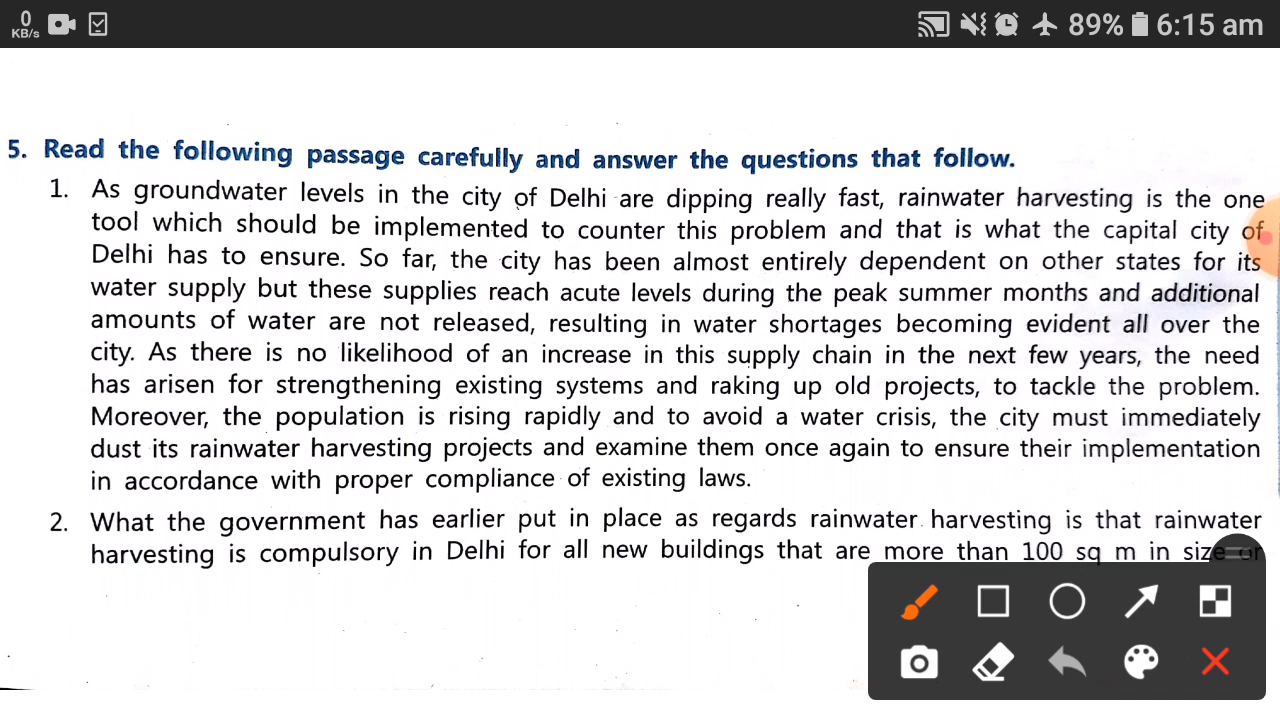 0
KB/s
89% 6:15 am
5. Read the following passage carefully and answer the questions that follow.
1. As groundwater levels in the city of Delhi are dipping really fast, rainwater harvesting is the one
tool which should be implemented to counter this problem and that is what the capital city of
Delhi has to ensure. So far, the city has been almost entirely dependent on other states for its
water supply but these supplies reach acute levels during the peak summer months and additional
amounts of water are not released, resulting in water shortages becoming evident all over the
city. As there is no likelihood of an increase in this supply chain in the next few years, the need
has arisen for strengthening existing systems and raking up old projects, to tackle the problem.
Moreover, the population is rising rapidly and to avoid a water crisis, the city must immediately
dust its rainwater harvesting projects and examine them once again to ensure their implementation
in accordance with proper compliance of existing laws.
2. What the government has earlier put in place as regards rainwater harvesting is that rainwater
harvesting is compulsory in Delhi for all new buildings that are more than 100 sq m in size or